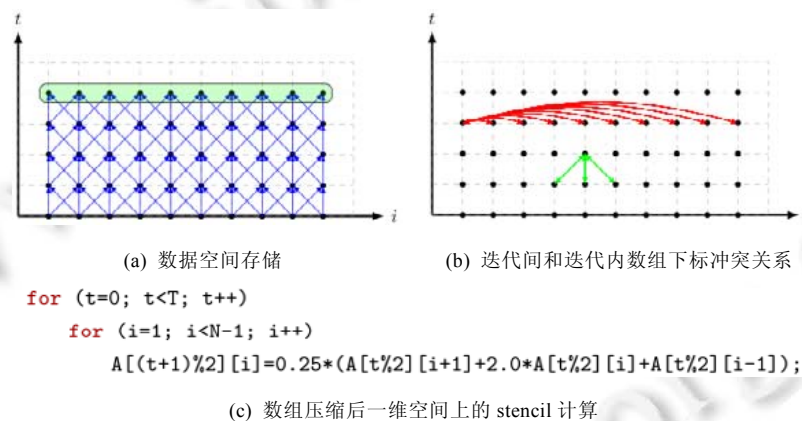 t
t
i
(a) 数据空间存储
(b) 迭代间和迭代内数组下标冲突关系
for (t=0; t<T; t++)
for (i=1; i<N-1; i++)
A[(t+1)%2][i]=0.25*(A[t%2][i+1]+2.0*A[t%2][i]+A[t%2][i-1]);
(c) 数组压缩后一维空间上的 stencil 计算